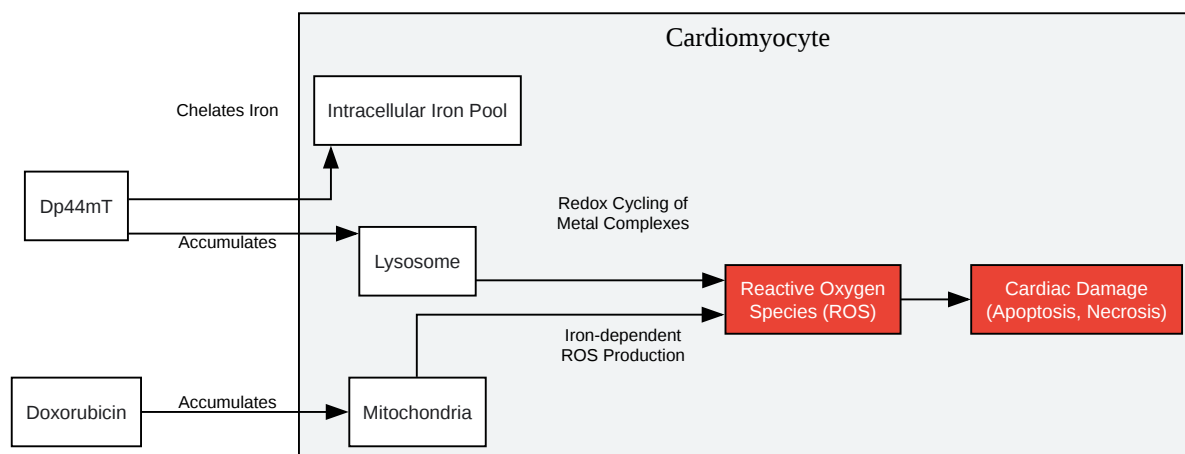 Cardiomyocyte
Chelates Iron
Intracellular Iron Pool
Dp44mT
Accumulates
Lysosome
Redox Cycling of
Metal Complexes
Reactive Oxygen
Species (ROS)
Cardiac Damage
(Apoptosis, Necrosis)
Iron-dependent
ROS Production
Doxorubicin
Accumulates
Mitochondria